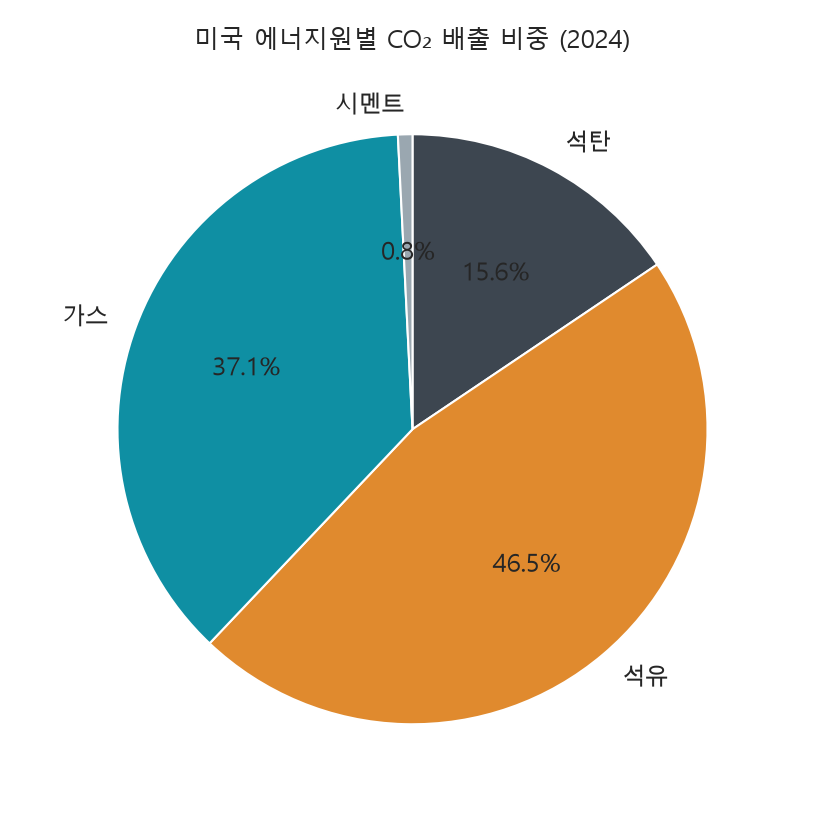 미국 에너지원별 CO₂ 배출 비중 (2024)
시멘트
석탄
0.8%
15.6%
가스
37.1%
46.5%
석유